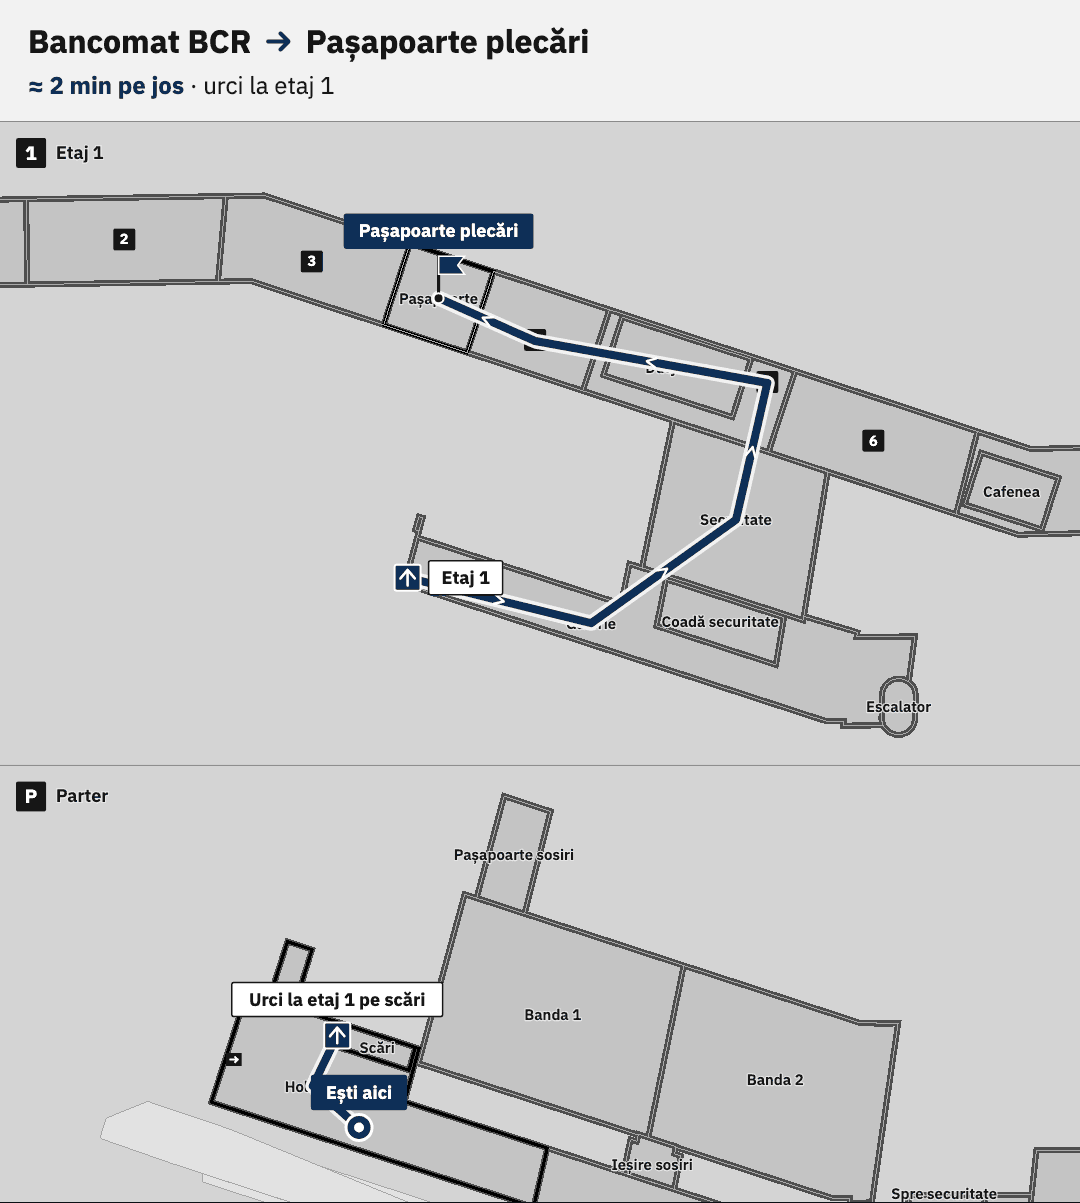 Bancomat BCR → Pașapoarte plecări
≈ 2 min pe jos · urci la etaj 1
1 Etaj 1
Pașapoarte plecări
2
3
6
Cafenea
Etaj 1
Coadă securitate
Escalator
P Parter
Pașapoarte sosiri
Urci la etaj 1 pe scări
Banda 1
Scări
Banda 2
Ești aici
Ieșire sosiri
Spre securitate